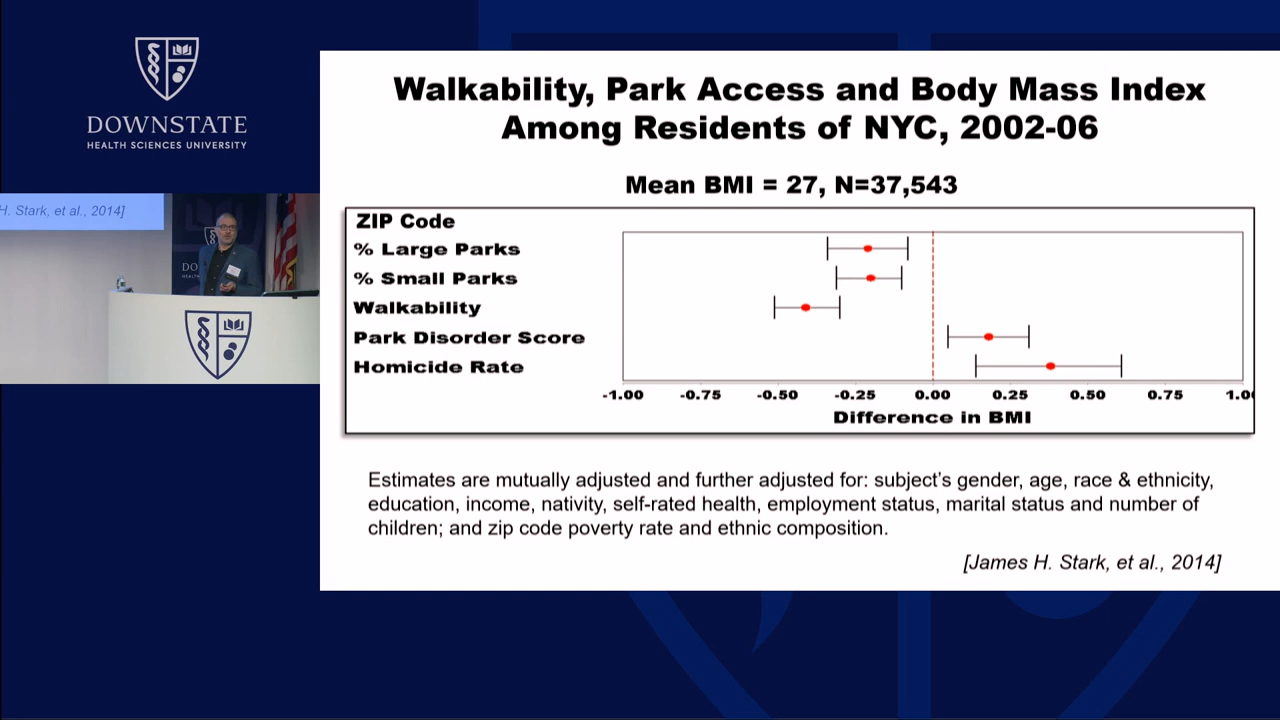 DOWNSTATE
HEALTH SCIENCES UNIVERSITY
H. Stark, et al., 2014]
DO
Walkability, Park Access and Body Mass Index
Among Residents of NYC, 2002-06
Mean BMI = 27, N=37,543
ZIP Code
% Large Parks
% Small Parks
Walkability
Park Disorder Score
Homicide Rate
-1.00 -0.75 -0.50 -0.25 0.00 0.25 0.50 0.75 1.00
Difference in BMI
Estimates are mutually adjusted and further adjusted for: subject's gender, age, race & ethnicity,
education, income, nativity, self-rated health, employment status, marital status and number of
children; and zip code poverty rate and ethnic composition.
[James H. Stark, et al., 2014]